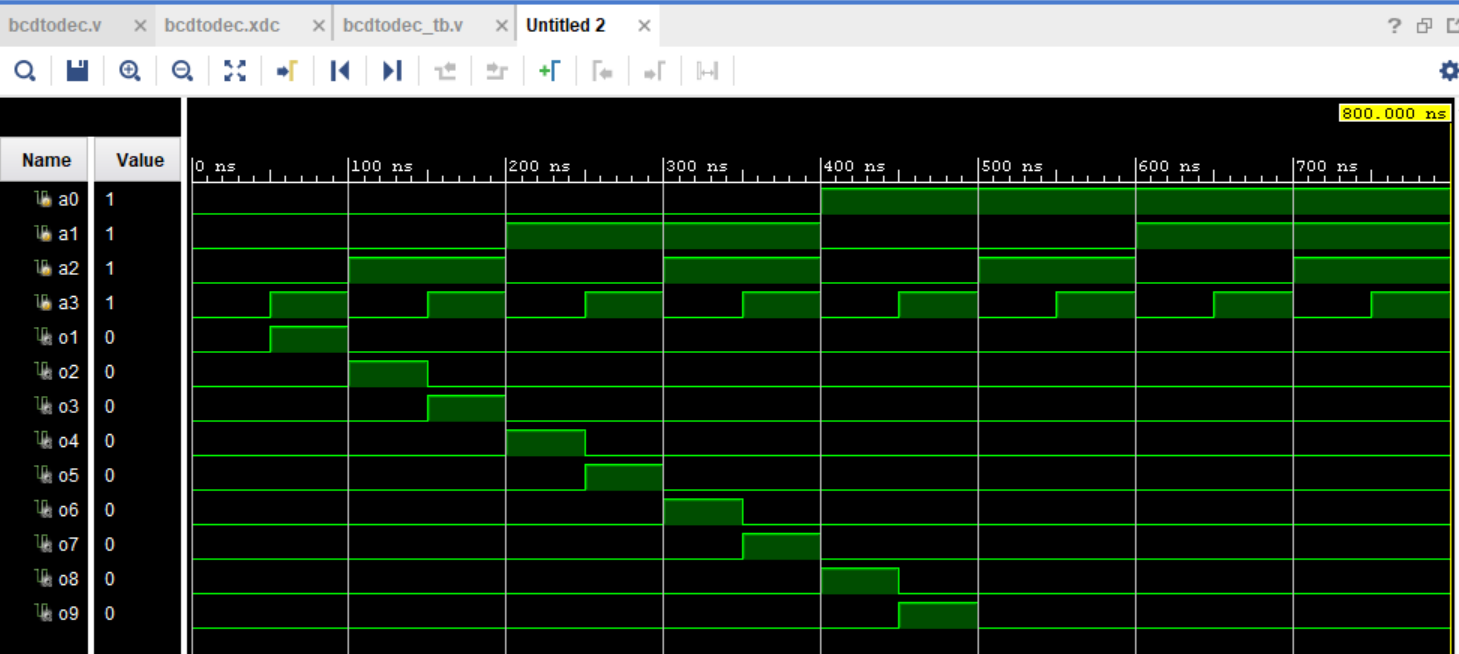 bcdtodec.v bcdtodec.xdc bcdtodec_tb.v Untitled 2
800.000 ns
Name Value 0 ns 100 ns 200 ns 300 ns 400 ns 500 ns 600 ns 700 ns
a0 1
a1 1
a2 1
a3 1
o1 0
o2 0
o3 0
o4 0
o5 0
o6 0
o7 0
o8 0
o9 0